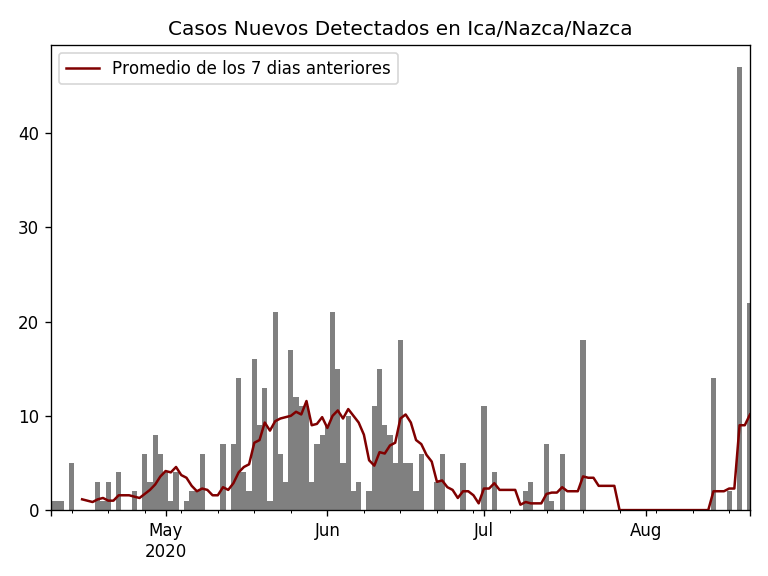 Casos Nuevos Detectados en Ica/Nazca/Nazca
Promedio de los 7 dias anteriores
40
30
20
10
0
May Jun Jul Aug
2020